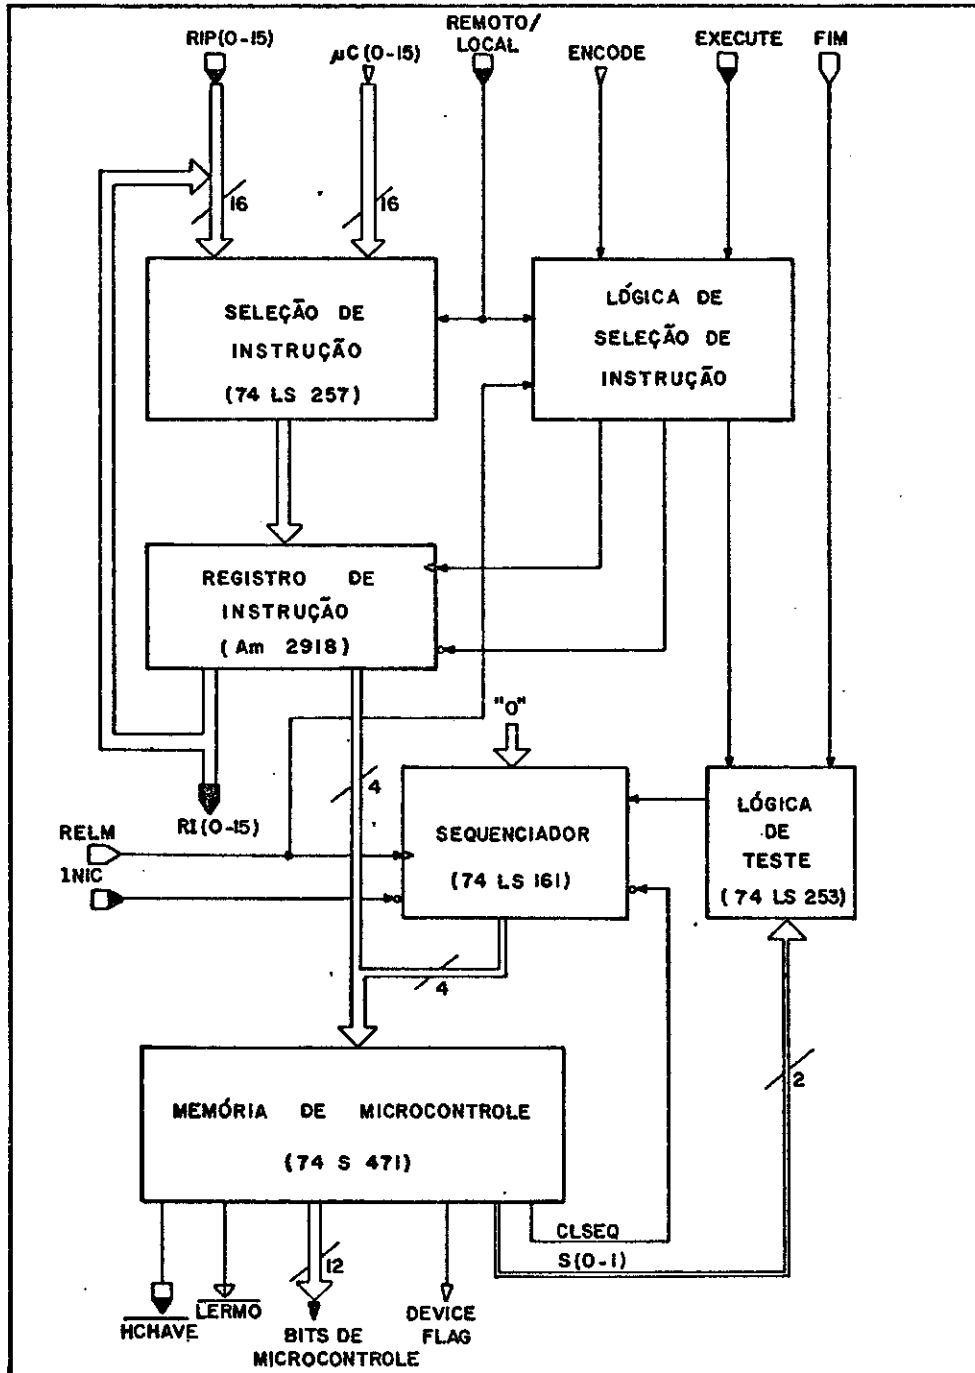 RIP(0-15)
μC(0-15)
REMOTO/
LOCAL
ENCODE
EXECUTE
FIM
16
16
SELEÇÃO DE
INSTRUÇÃO
(74 LS 257)
LÓGICA DE
SELEÇÃO DE
INSTRUÇÃO
REGISTRO DE
INSTRUÇÃO
(Am 2918)
"O"
4
RI(0-15)
RELM
INIC
SEQUENCIADOR
(74 LS 161)
LÓGICA
DE
TESTE
(74 LS 253)
4
2
MEMÓRIA DE MICROCONTROLE
(74 S 471)
CLSEQ
S(0-1)
12
HCHAVE
LERMO
BITS DE
MICROCONTROLE
DEVICE
FLAG